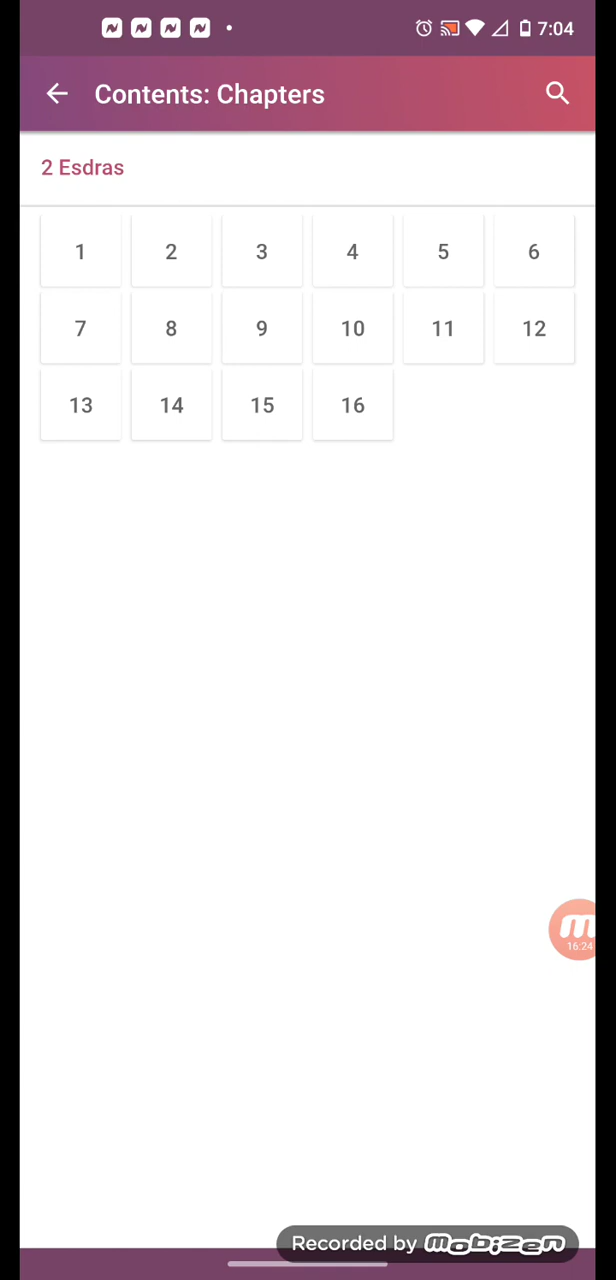 7:04
Contents: Chapters
2 Esdras
1 2 3 4 5 6
7 8 9 10 11 12
13 14 15 16
16:24
Recorded by mobizen